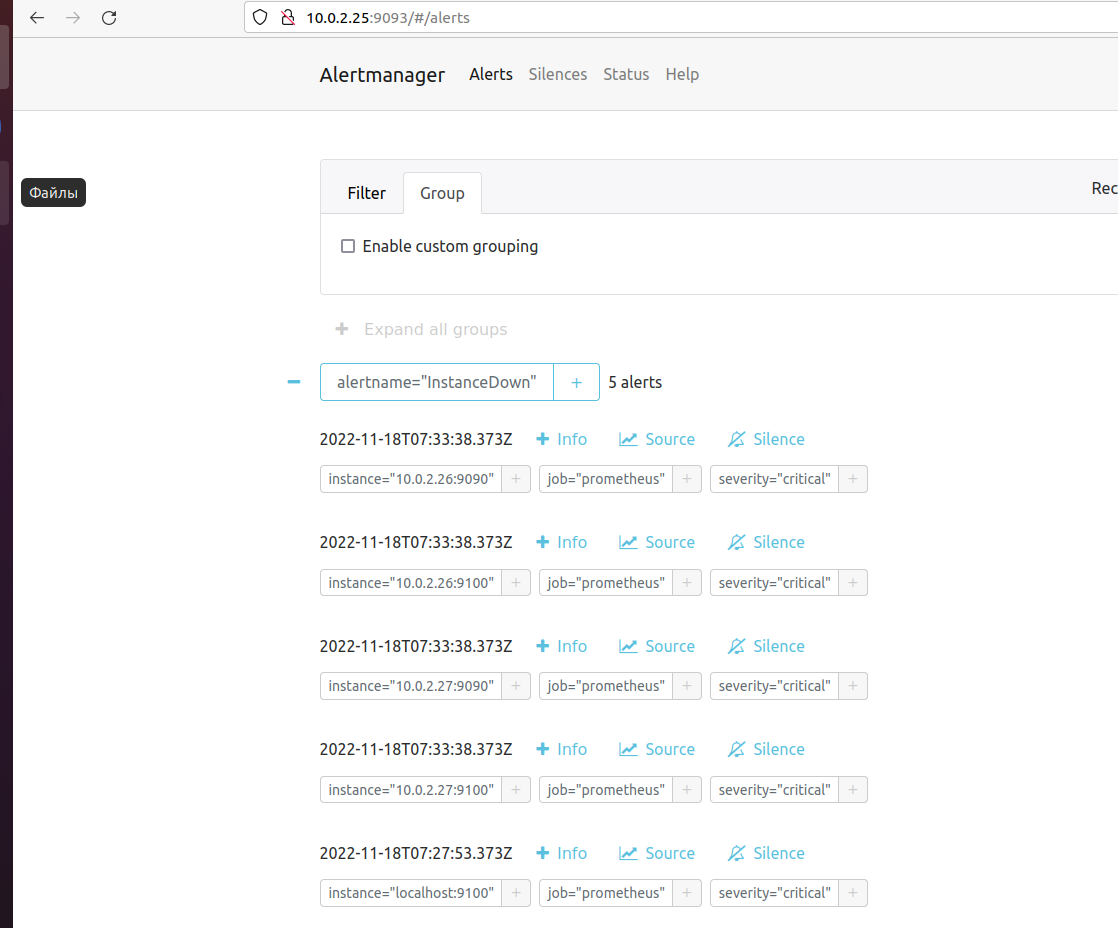 10.0.2.25:9093/#/alerts
Alertmanager Alerts Silences Status Help
Файлы
Filter Group Rec
Enable custom grouping
+ Expand all groups
alertname="InstanceDown" + 5 alerts
2022-11-18T07:33:38.373Z + Info Source Silence
instance="10.0.2.26:9090" + job="prometheus" + severity="critical" +
2022-11-18T07:33:38.373Z + Info Source Silence
instance="10.0.2.26:9100" + job="prometheus" + severity="critical" +
2022-11-18T07:33:38.373Z + Info Source Silence
instance="10.0.2.27:9090" + job="prometheus" + severity="critical" +
2022-11-18T07:33:38.373Z + Info Source Silence
instance="10.0.2.27:9100" + job="prometheus" + severity="critical" +
2022-11-18T07:27:53.373Z + Info Source Silence
instance="localhost:9100" + job="prometheus" + severity="critical" +